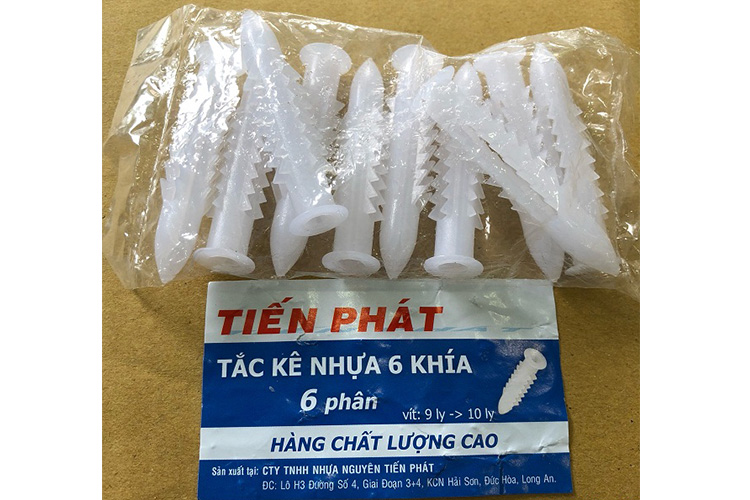 TIẾN PHÁT
TẮC KÊ NHỰA 6 KHÍA
6 phân
vít: 9 ly -> 10 ly
HÀNG CHẤT LƯỢNG CAO
Sản xuất tại: CTY TNHH NHỰA NGUYÊN TIẾN PHÁT
ĐC: Lô H3 Đường Số 4, Giai Đoạn 3+4, KCN Hải Sơn, Đức Hòa, Long An.